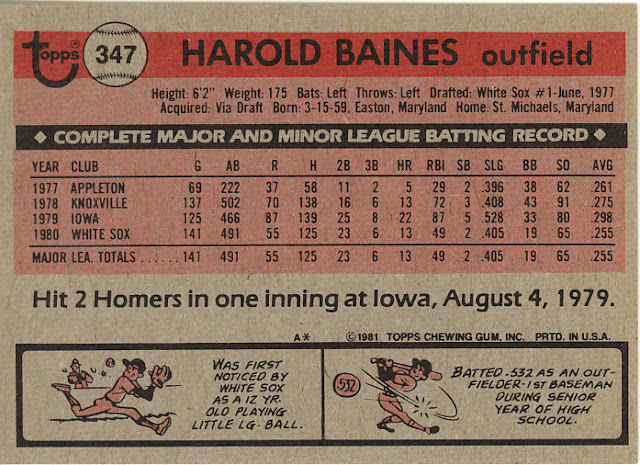 topps® 347 HAROLD BAINES outfield
Height: 6'2" Weight: 175 Bats: Left Throws: Left Drafted: White Sox #1-June, 1977
Acquired: Via Draft Born: 3-15-59, Easton, Maryland Home: St. Michaels, Maryland
◆ COMPLETE MAJOR AND MINOR LEAGUE BATTING RECORD ◆
YEAR CLUB G AB R H 2B 3B HR RBI SB SLG BB SO AVG
1977 APPLETON 69 222 37 58 11 2 5 29 2 .396 38 62 .261
1978 KNOXVILLE 137 502 70 138 16 6 13 72 3 .408 43 91 .275
1979 IOWA 125 466 87 139 25 8 22 87 5 .528 33 80 .298
1980 WHITE SOX 141 491 55 125 23 6 13 49 2 .405 19 65 .255
MAJOR LEA. TOTALS ...... 141 491 55 125 23 6 13 49 2 .405 19 65 .255
Hit 2 Homers in one inning at Iowa, August 4, 1979.
A* ©1981 TOPPS CHEWING GUM, INC. PRTD. IN U.S.A.
WAS FIRST
NOTICED BY
WHITE SOX
AS A 12 YR.
OLD PLAYING
LITTLE LG. BALL.
.532
BATTED .532 AS AN OUT-
FIELDER-1ST BASEMAN
DURING SENIOR
YEAR OF HIGH
SCHOOL.